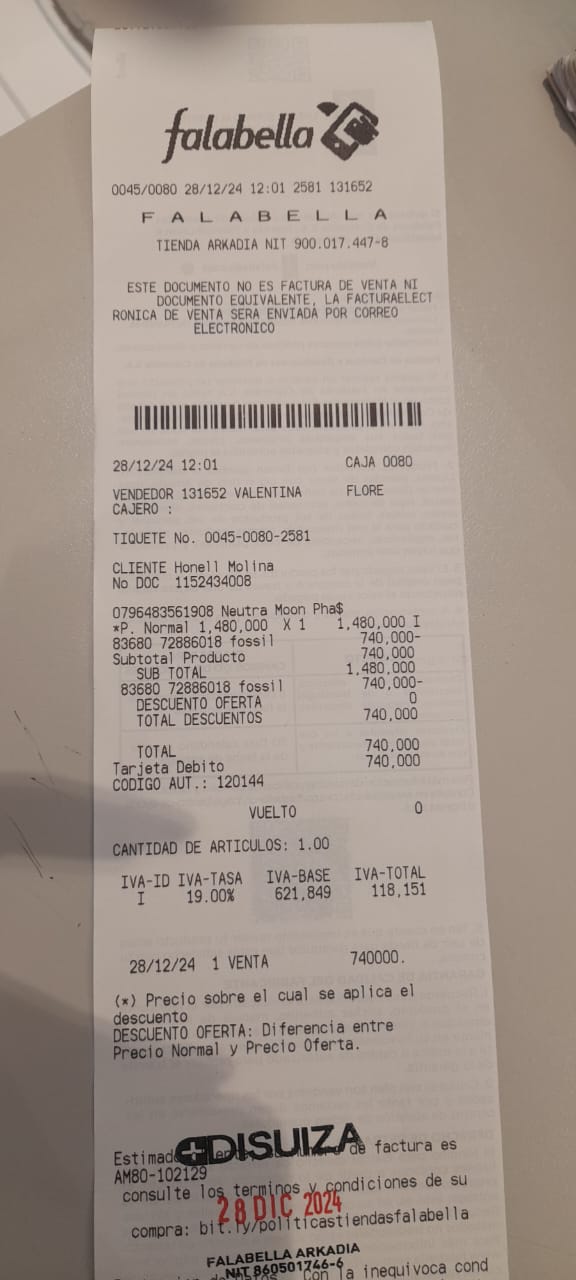 falabella
0045/0080 28/12/24 12:01 2581 131652
F A L A B E L L A
TIENDA ARKADIA NIT 900.017.447-8
ESTE DOCUMENTO NO ES FACTURA DE VENTA NI
DOCUMENTO EQUIVALENTE, LA FACTURAELECT
RONICA DE VENTA SERA ENVIADA POR CORREO
ELECTRONICO
28/12/24 12:01 CAJA 0080
VENDEDOR 131652 VALENTINA FLORE
CAJERO :
TIQUETE No. 0045-0080-2581
CLIENTE Honell Molina
No DOC 1152434008
0796483561908 Neutra Moon Pha$
*P. Normal 1,480,000 X 1 1,480,000 I
83680 72886018 fossil 740,000-
Subtotal Producto 740,000
SUB TOTAL 1,480,000
83680 72886018 fossil 740,000-
DESCUENTO OFERTA 0
TOTAL DESCUENTOS 740,000
TOTAL 740,000
Tarjeta Debito 740,000
CODIGO AUT.: 120144
VUELTO 0
CANTIDAD DE ARTICULOS: 1.00
IVA-ID IVA-TASA IVA-BASE IVA-TOTAL
I 19.00% 621,849 118,151
28/12/24 1 VENTA 740000.
(*) Precio sobre el cual se aplica el
descuento
DESCUENTO OFERTA: Diferencia entre
Precio Normal y Precio Oferta.
DISUIZA
Estimad de factura es
AM80-102129
consulte los terminos y condiciones de su
28 DIC 2024
compra: bit.ly/politicastiendasfalabella
FALABELLA ARKADIA
NIT 860501746-6
Con la inequivoca cond